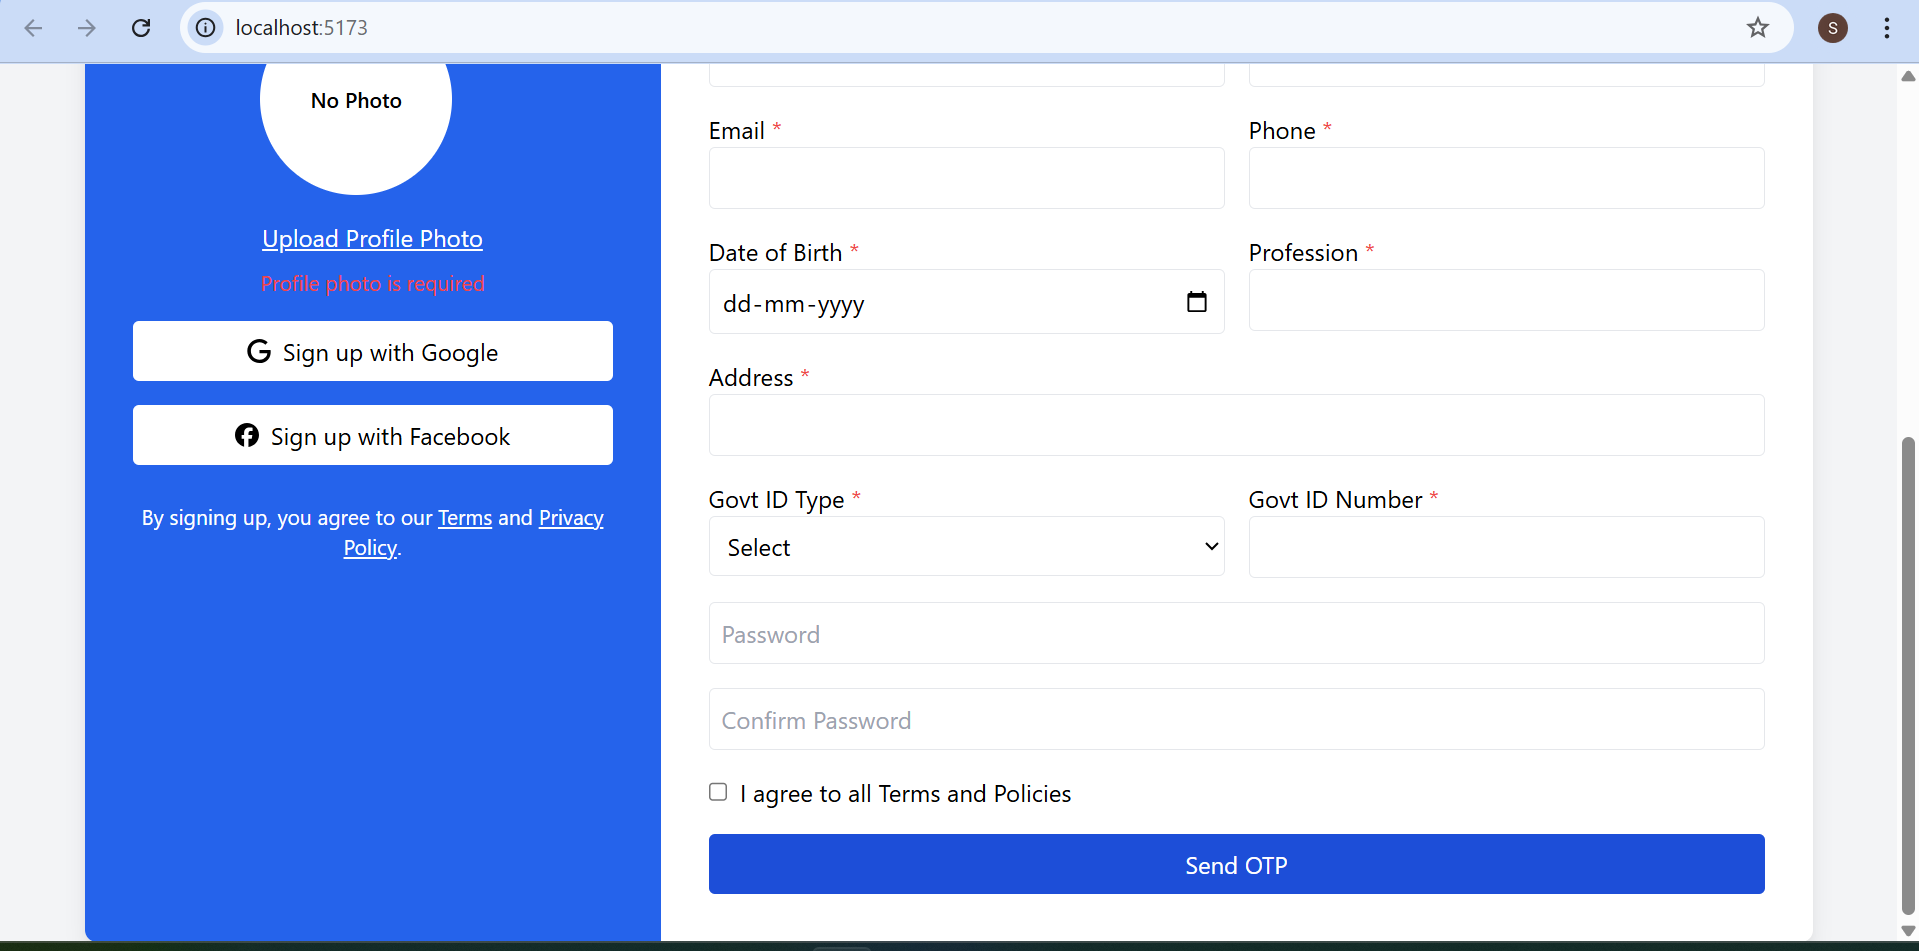 localhost:5173
S
No Photo
Upload Profile Photo
Profile photo is required
Sign up with Google
Sign up with Facebook
By signing up, you agree to our Terms and Privacy
Policy.
Email *
Phone *
Date of Birth *
Profession *
dd-mm-yyyy
Address *
Govt ID Type *
Govt ID Number *
Select
Password
Confirm Password
I agree to all Terms and Policies
Send OTP